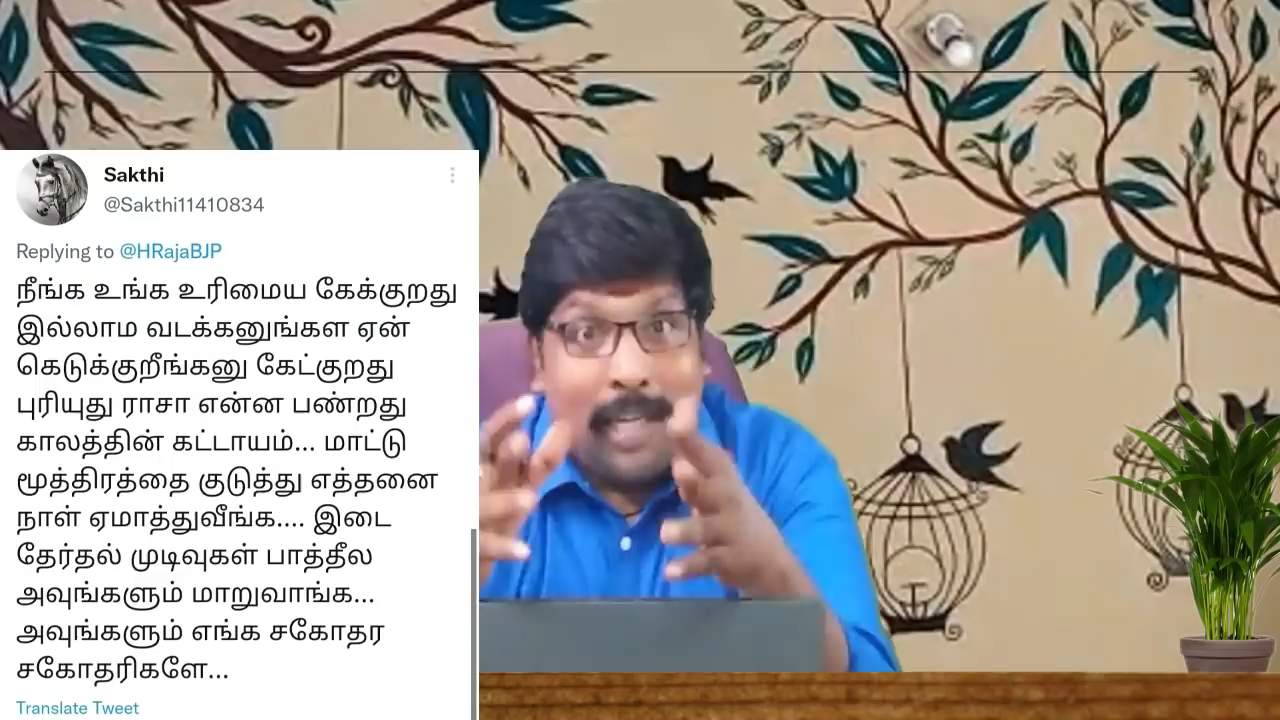 Sakthi
@Sakthi11410834
Replying to @HRajaBJP
நீங்க உங்க உரிமைய கேக்குறது
இல்லாம வடக்கனுங்கள ஏன்
கெடுக்குறீங்கனு கேட்குறது
புரியுது ராசா என்ன பண்றது
காலத்தின் கட்டாயம்... மாட்டு
மூத்திரத்தை குடுத்து எத்தனை
நாள் ஏமாத்துவீங்க.... இடை
தேர்தல் முடிவுகள் பாத்தீல
அவுங்களும் மாறுவாங்க...
அவுங்களும் எங்க சகோதர
சகோதரிகளே...
Translate Tweet